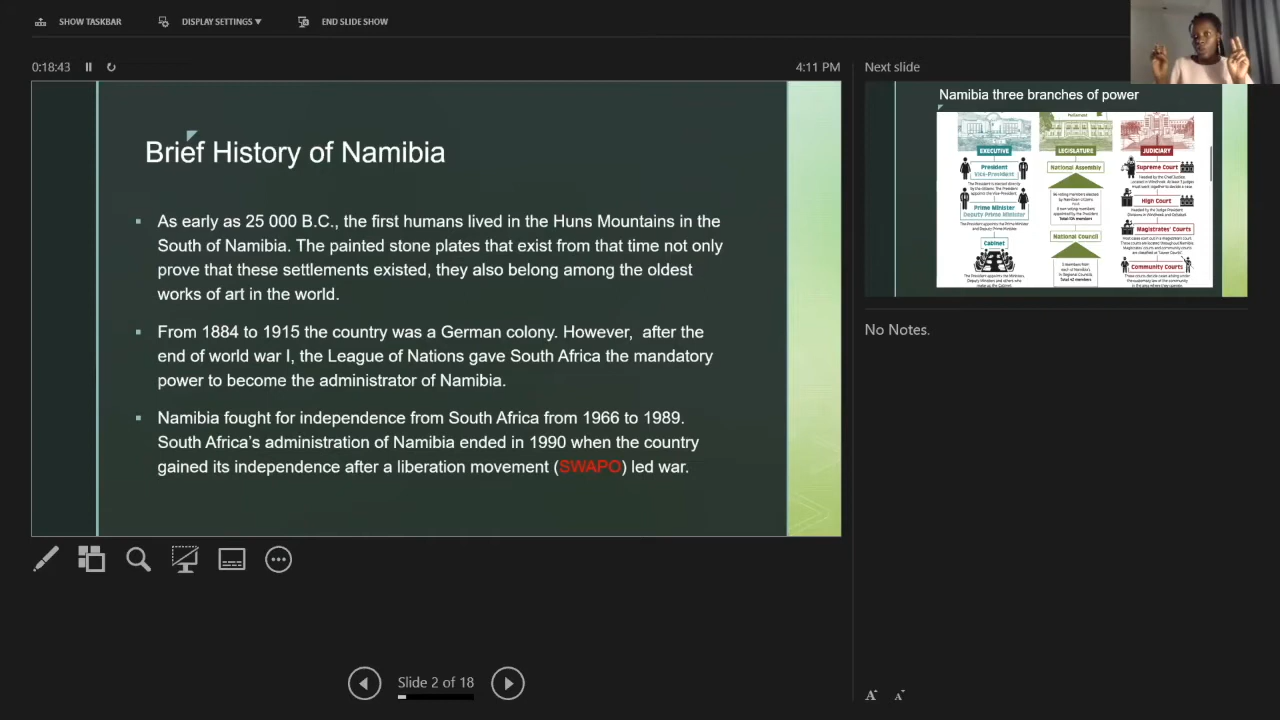 SHOW TASKBAR
DISPLAY SETTINGS ▼
END SLIDE SHOW
0:18:43
4:11 PM
Brief History of Namibia
As early as 25 000 B.C., the first humans lived in the Huns Mountains in the
South of Namibia. The painted stone plates that exist from that time not only
prove that these settlements existed, they also belong among the oldest
works of art in the world.
From 1884 to 1915 the country was a German colony. However, after the
end of world war I, the League of Nations gave South Africa the mandatory
power to become the administrator of Namibia.
Namibia fought for independence from South Africa from 1966 to 1989.
South Africa's administration of Namibia ended in 1990 when the country
gained its independence after a liberation movement (SWAPO) led war.
Slide 2 of 18
Next slide
Namibia three branches of power
EXECUTIVE
President
Vice-President
Prime Minister
Deputy Prime Minister
Cabinet
Parliament
LEGISLATURE
National Assembly
National Council
JUDICIARY
Supreme Court
High Court
Magistrates' Courts
Community Courts
No Notes.
A
A